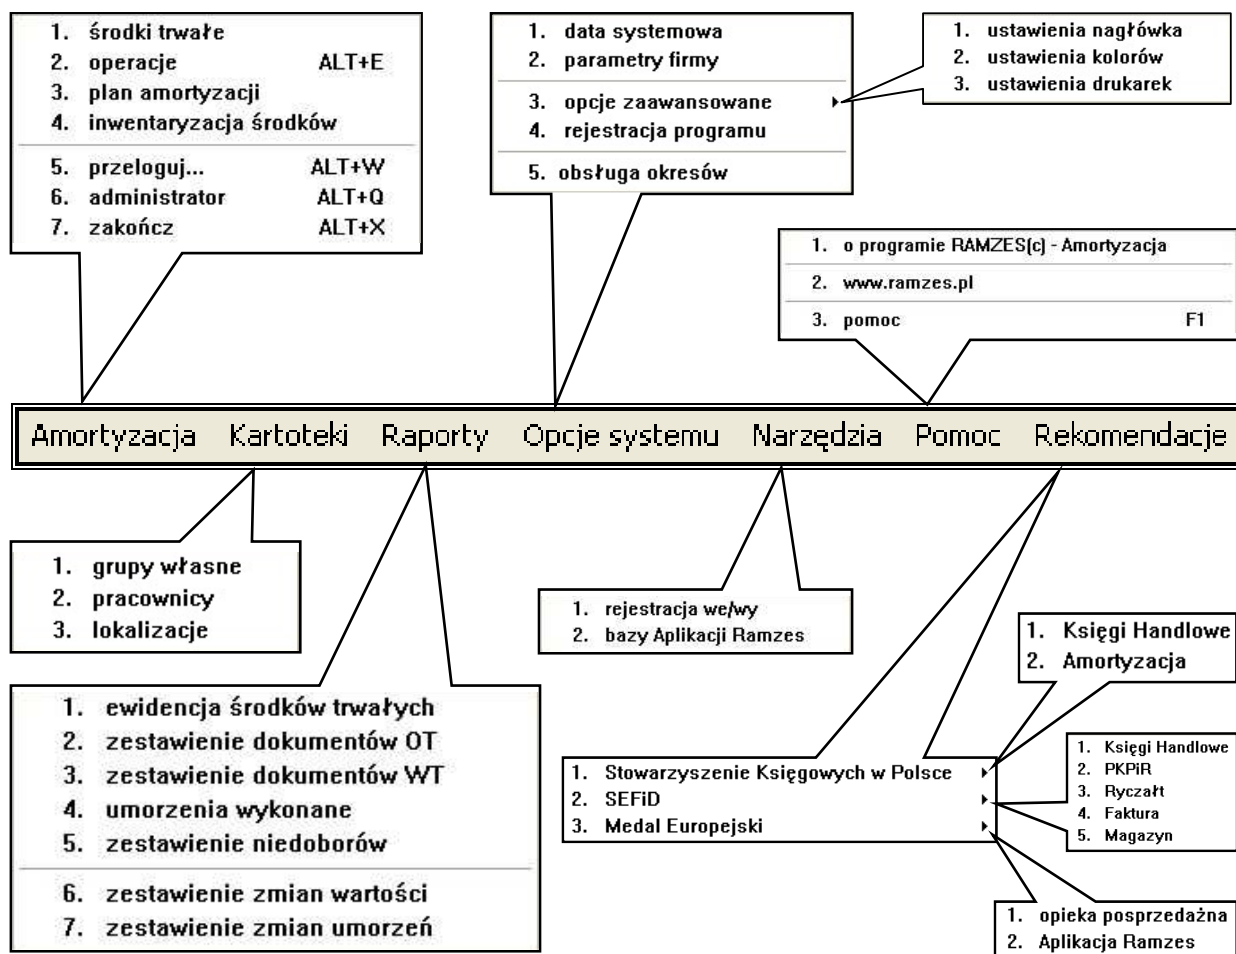 1. środki trwałe
2. operacje ALT+E
3. plan amortyzacji
4. inwentaryzacja środków
5. przeloguj... ALT+W
6. administrator ALT+Q
7. zakończ ALT+X
1. data systemowa
2. parametry firmy
3. opcje zaawansowane
4. rejestracja programu
5. obsługa okresów
1. ustawienia nagłówka
2. ustawienia kolorów
3. ustawienia drukarek
1. o programie RAMZES(c) - Amortyzacja
2. www.ramzes.pl
3. pomoc F1
Amortyzacja Kartoteki Raporty Opcje systemu Narzędzia Pomoc Rekomendacje
1. grupy własne
2. pracownicy
3. lokalizacje
1. rejestracja we/wy
2. bazy Aplikacji Ramzes
1. Księgi Handlowe
2. Amortyzacja
1. ewidencja środków trwałych
2. zestawienie dokumentów OT
3. zestawienie dokumentów WT
4. umorzenia wykonane
5. zestawienie niedoborów
6. zestawienie zmian wartości
7. zestawienie zmian umorzeń
1. Stowarzyszenie Księgowych w Polsce
2. SEFiD
3. Medal Europejski
1. Księgi Handlowe
2. PKPiR
3. Ryczałt
4. Faktura
5. Magazyn
1. opieka posprzedażna
2. Aplikacja Ramzes